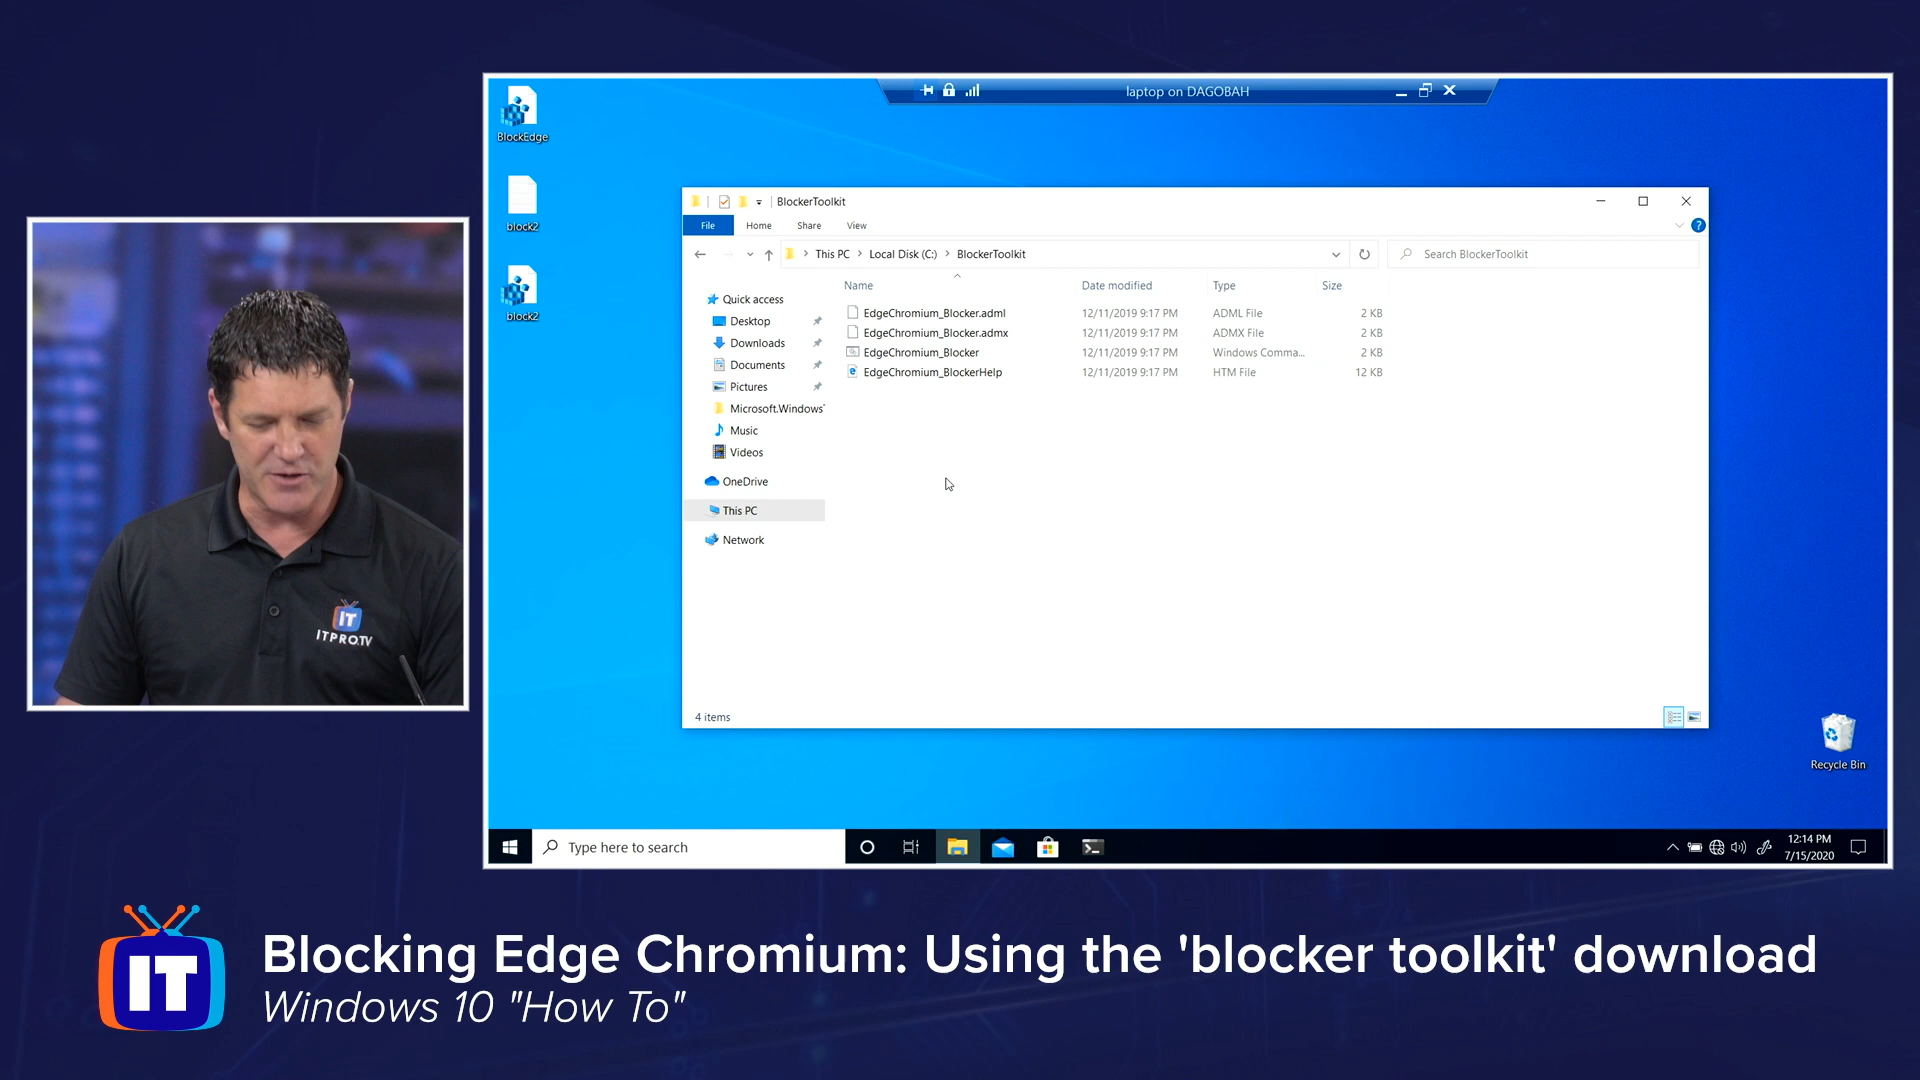 laptop on DAGOBAH
BlockEdge
block2
block2
BlockerToolkit
File Home Share View
This PC Local Disk (C:) BlockerToolkit
Search BlockerToolkit
Name Date modified Type Size
EdgeChromium_Blocker.adml 12/11/2019 9:17 PM ADML File 2 KB
EdgeChromium_Blocker.admx 12/11/2019 9:17 PM ADMX File 2 KB
EdgeChromium_Blocker 12/11/2019 9:17 PM Windows Comma... 2 KB
EdgeChromium_BlockerHelp 12/11/2019 9:17 PM HTM File 12 KB
Quick access
Desktop
Downloads
Documents
Pictures
Microsoft.Windows
Music
Videos
OneDrive
This PC
Network
4 items
Recycle Bin
Type here to search
12:14 PM
7/15/2020
IT
ITPRO.TV
IT
Blocking Edge Chromium: Using the 'blocker toolkit' download
Windows 10 "How To"